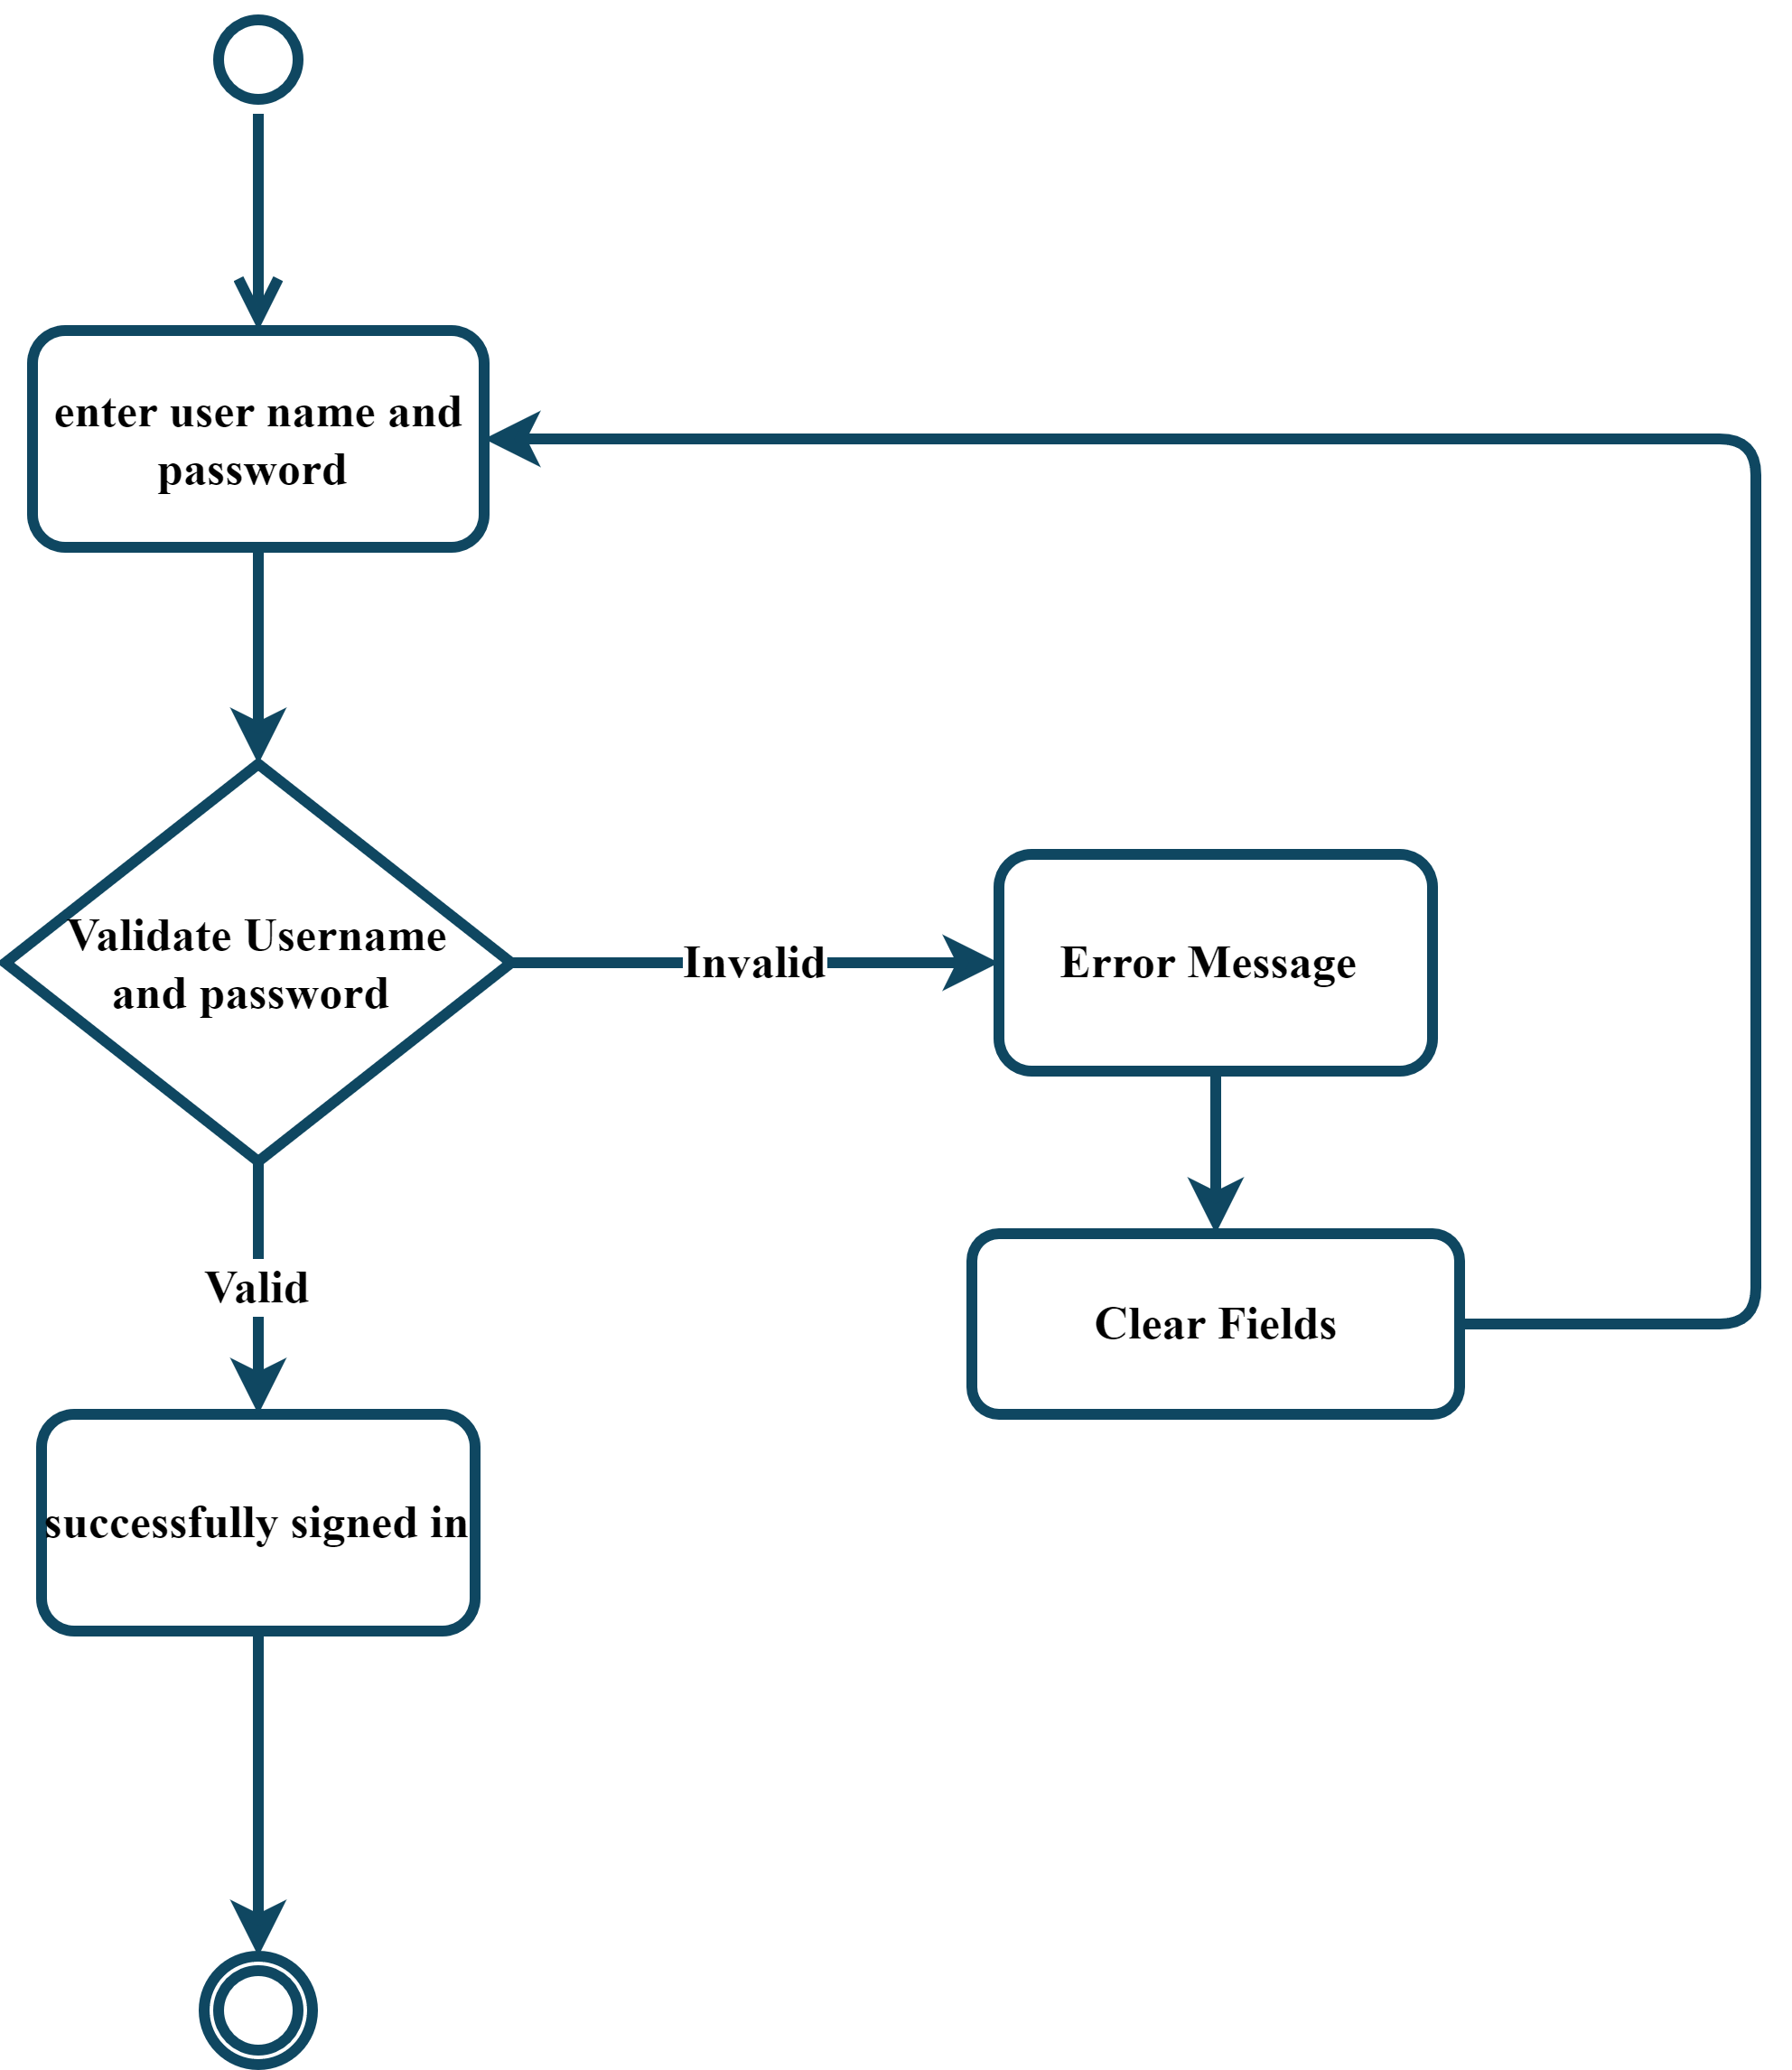 enter user name and
password
Validate Username
and password
Invalid
Error Message
Valid
Clear Fields
successfully signed in